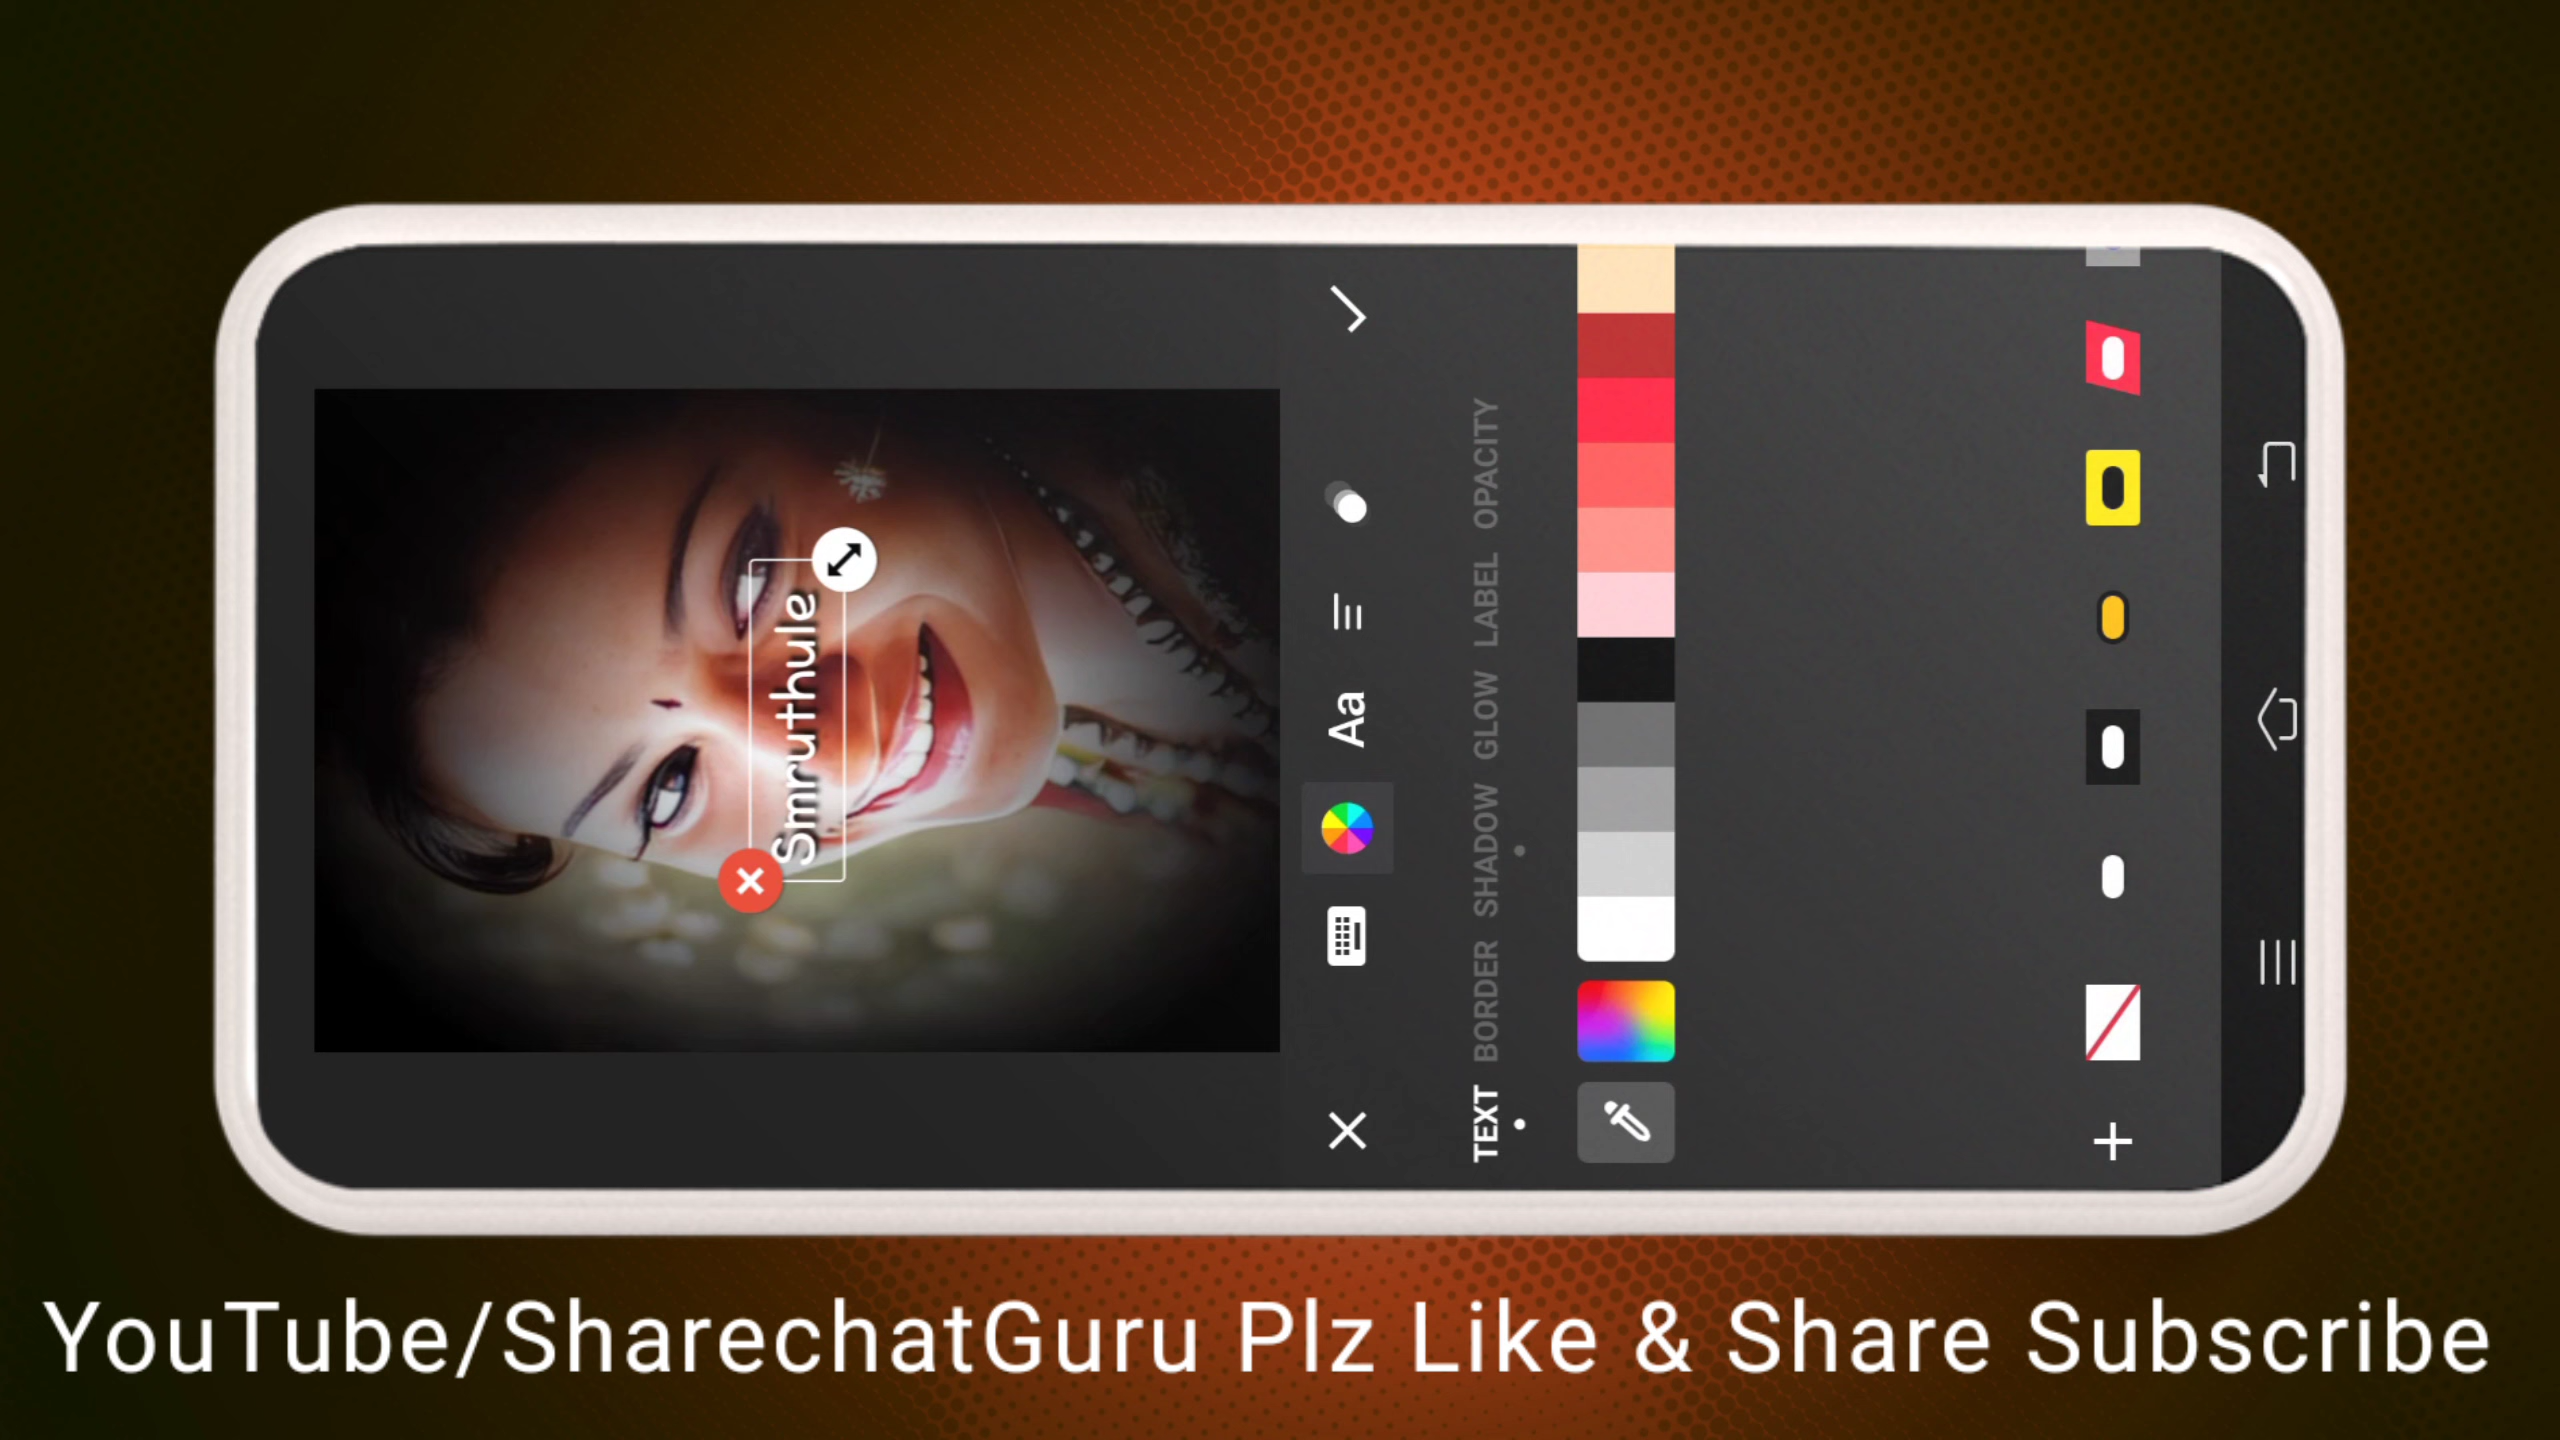 Smruthule
Aa
TEXT BORDER SHADOW GLOW LABEL OPACITY
YouTube/SharechatGuru Plz Like & Share Subscribe